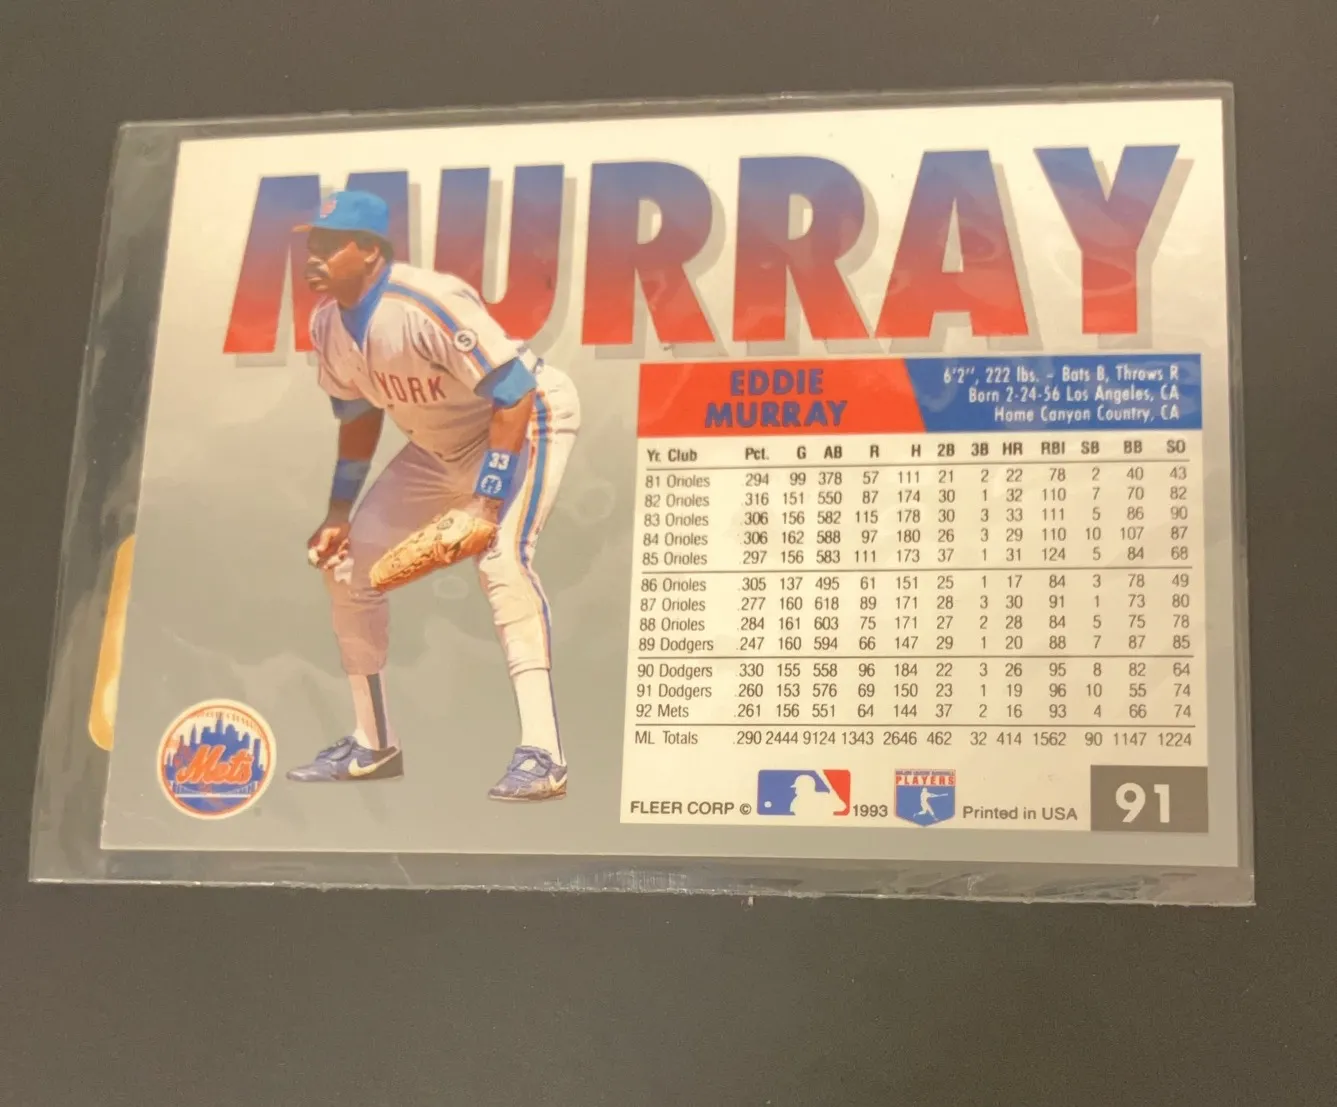 MURRAY
S
YORK
33
EDDIE
MURRAY
6'2", 222 lbs. - Bats B, Throws R
Born 2-24-56 Los Angeles, CA
Home Canyon Country, CA
Yr. Club Pct. G AB R H 2B 3B HR RBI SB BB SO
81 Orioles .294 99 378 57 111 21 2 22 78 2 40 43
82 Orioles .316 151 550 87 174 30 1 32 110 7 70 82
83 Orioles .306 156 582 115 178 30 3 33 111 5 86 90
84 Orioles .306 162 588 97 180 26 3 29 110 10 107 87
85 Orioles .297 156 583 111 173 37 1 31 124 5 84 68
86 Orioles .305 137 495 61 151 25 1 17 84 3 78 49
87 Orioles .277 160 618 89 171 28 3 30 91 1 73 80
88 Orioles .284 161 603 75 171 27 2 28 84 5 75 78
89 Dodgers .247 160 594 66 147 29 1 20 88 7 87 85
90 Dodgers .330 155 558 96 184 22 3 26 95 8 82 64
91 Dodgers .260 153 576 69 150 23 1 19 96 10 55 74
92 Mets .261 156 551 64 144 37 2 16 93 4 66 74
ML Totals .290 2444 9124 1343 2646 462 32 414 1562 90 1147 1224
Mets
FLEER CORP © 1993
MAJOR LEAGUE BASEBALL
PLAYERS
Printed in USA
91